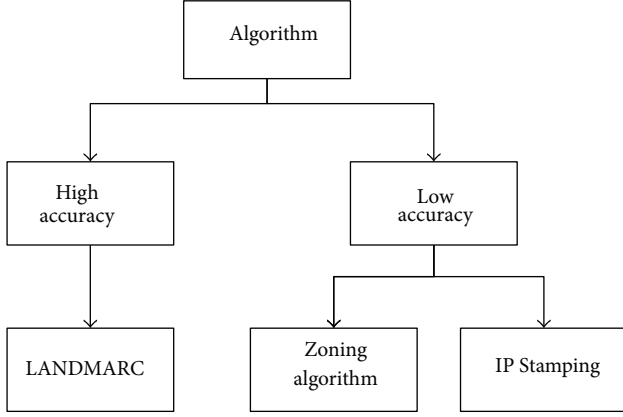 Algorithm
High
accuracy
Low
accuracy
LANDMARC
Zoning
algorithm
IP Stamping